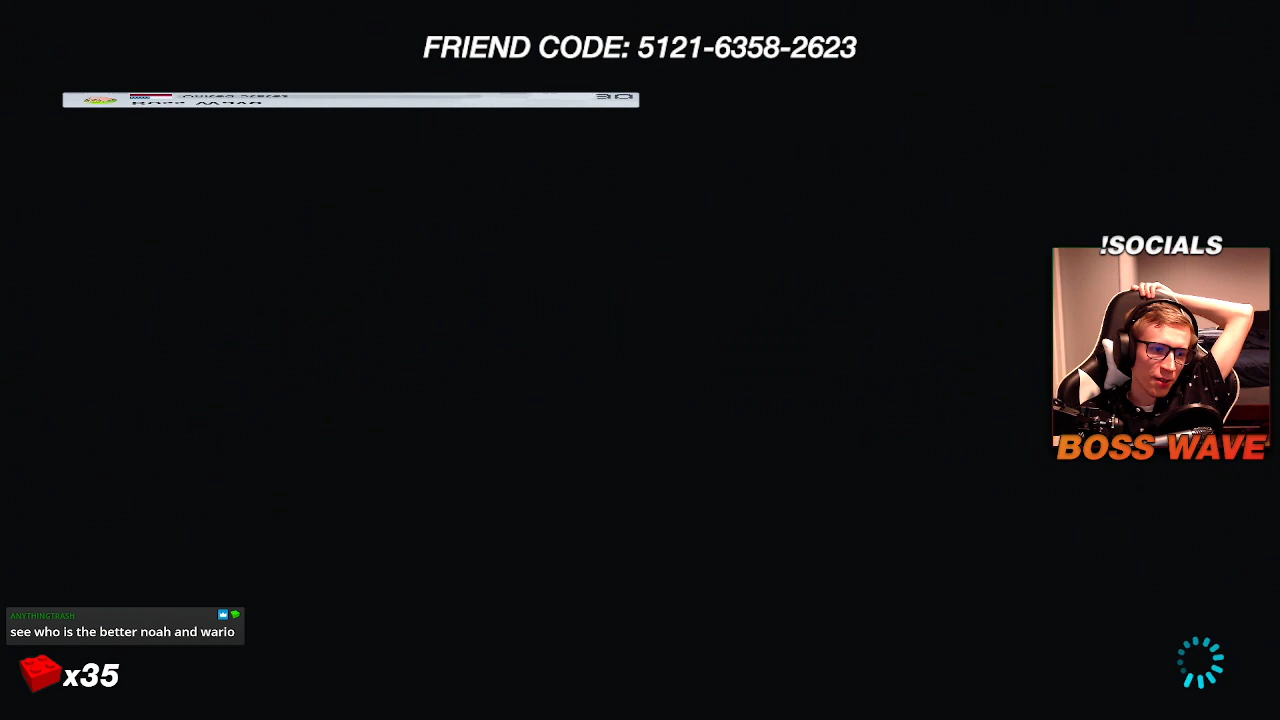 FRIEND CODE: 5121-6358-2623
!SOCIALS
BOSS WAVE
ANYTHINGTRASH
see who is the better noah and wario
x35